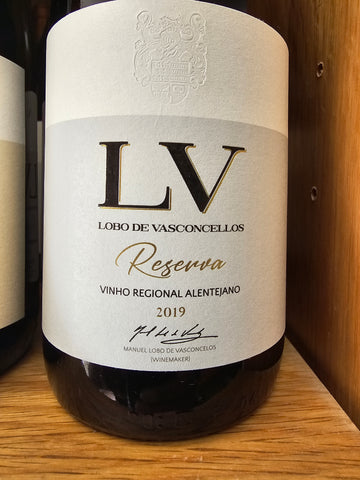 LV
LOBO DE VASCONCELLOS
Reserva
VINHO REGIONAL ALENTEJANO
2019
MANUEL LOBO DE VASCONCELOS
(WINEMAKER)